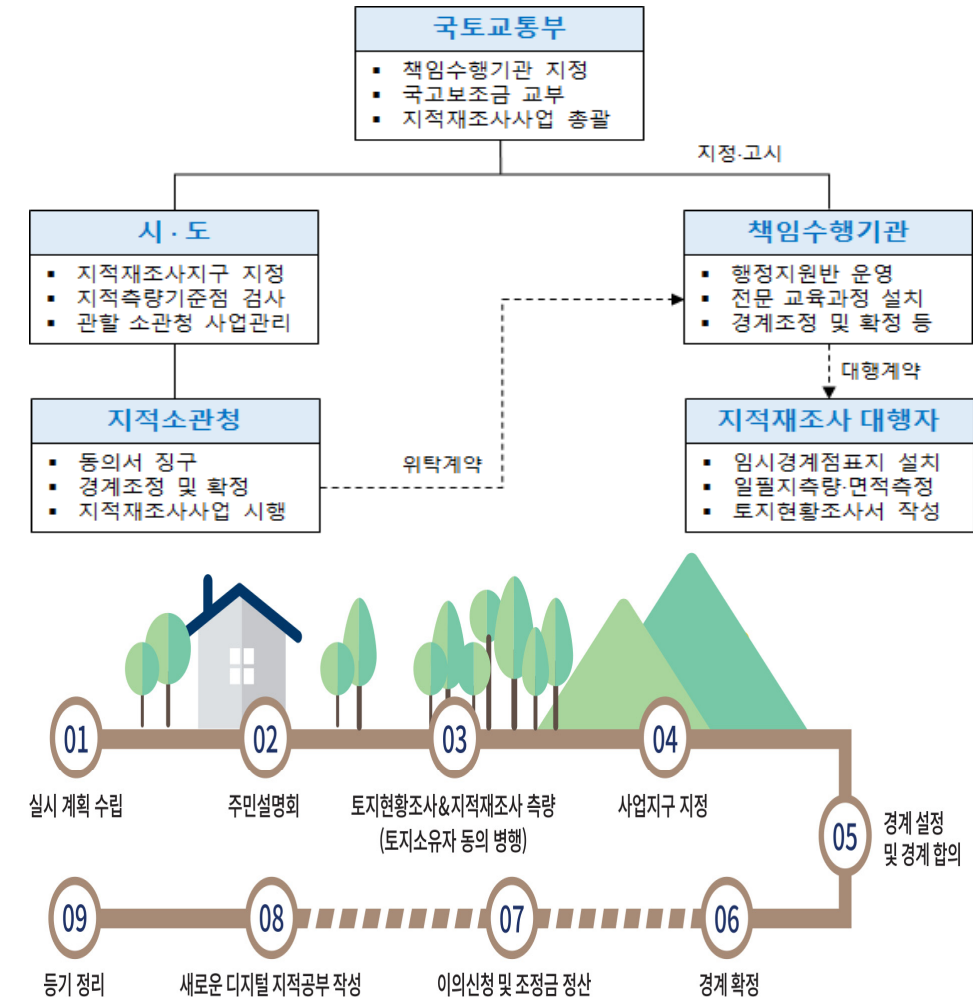 국토교통부
▪ 책임수행기관 지정
▪ 국고보조금 교부
▪ 지적재조사사업 총괄
지정·고시
시 · 도
▪ 지적재조사지구 지정
▪ 지적측량기준점 검사
▪ 관할 소관청 사업관리
책임수행기관
▪ 행정지원반 운영
▪ 전문 교육과정 설치
▪ 경계조정 및 확정 등
대행계약
지적소관청
▪ 동의서 징구
▪ 경계조정 및 확정
▪ 지적재조사사업 시행
위탁계약
지적재조사 대행자
▪ 임시경계점표지 설치
▪ 일필지측량·면적측정
▪ 토지현황조사서 작성
01
실시 계획 수립
02
주민설명회
03
토지현황조사&지적재조사 측량
(토지소유자 동의 병행)
04
사업지구 지정
05
경계 설정
및 경계 합의
06
경계 확정
07
이의신청 및 조정금 정산
08
새로운 디지털 지적공부 작성
09
등기 정리